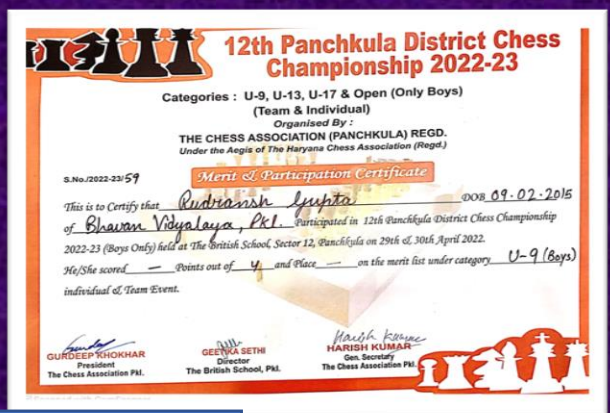 12th Panchkula District Chess
Championship 2022-23
Categories : U-9, U-13, U-17 & Open (Only Boys)
(Team & Individual)
Organised By :
THE CHESS ASSOCIATION (PANCHKULA) REGD.
Under the Aegis of The Haryana Chess Association (Regd.)
S.No./2022-23/59
Merit & Participation Certificate
This is to Certify that Rudransh Gupta DOB 09-02-2015
of Bhavan Vidyalaya, Pkl. Participated in 12th Panchkula District Chess Championship
2022-23 (Boys Only) held at The British School, Sector 12, Panchkula on 29th & 30th April 2022.
He/She scored — Points out of 4 and Place — on the merit list under category U-9 (Boys)
individual & Team Event.
Harish Kumar
GURDEEP KHOKHAR
President
The Chess Association Pkl.
GEETIKA SETHI
Director
The British School, Pkl.
HARISH KUMAR
Gen. Secretary
The Chess Association Pkl.